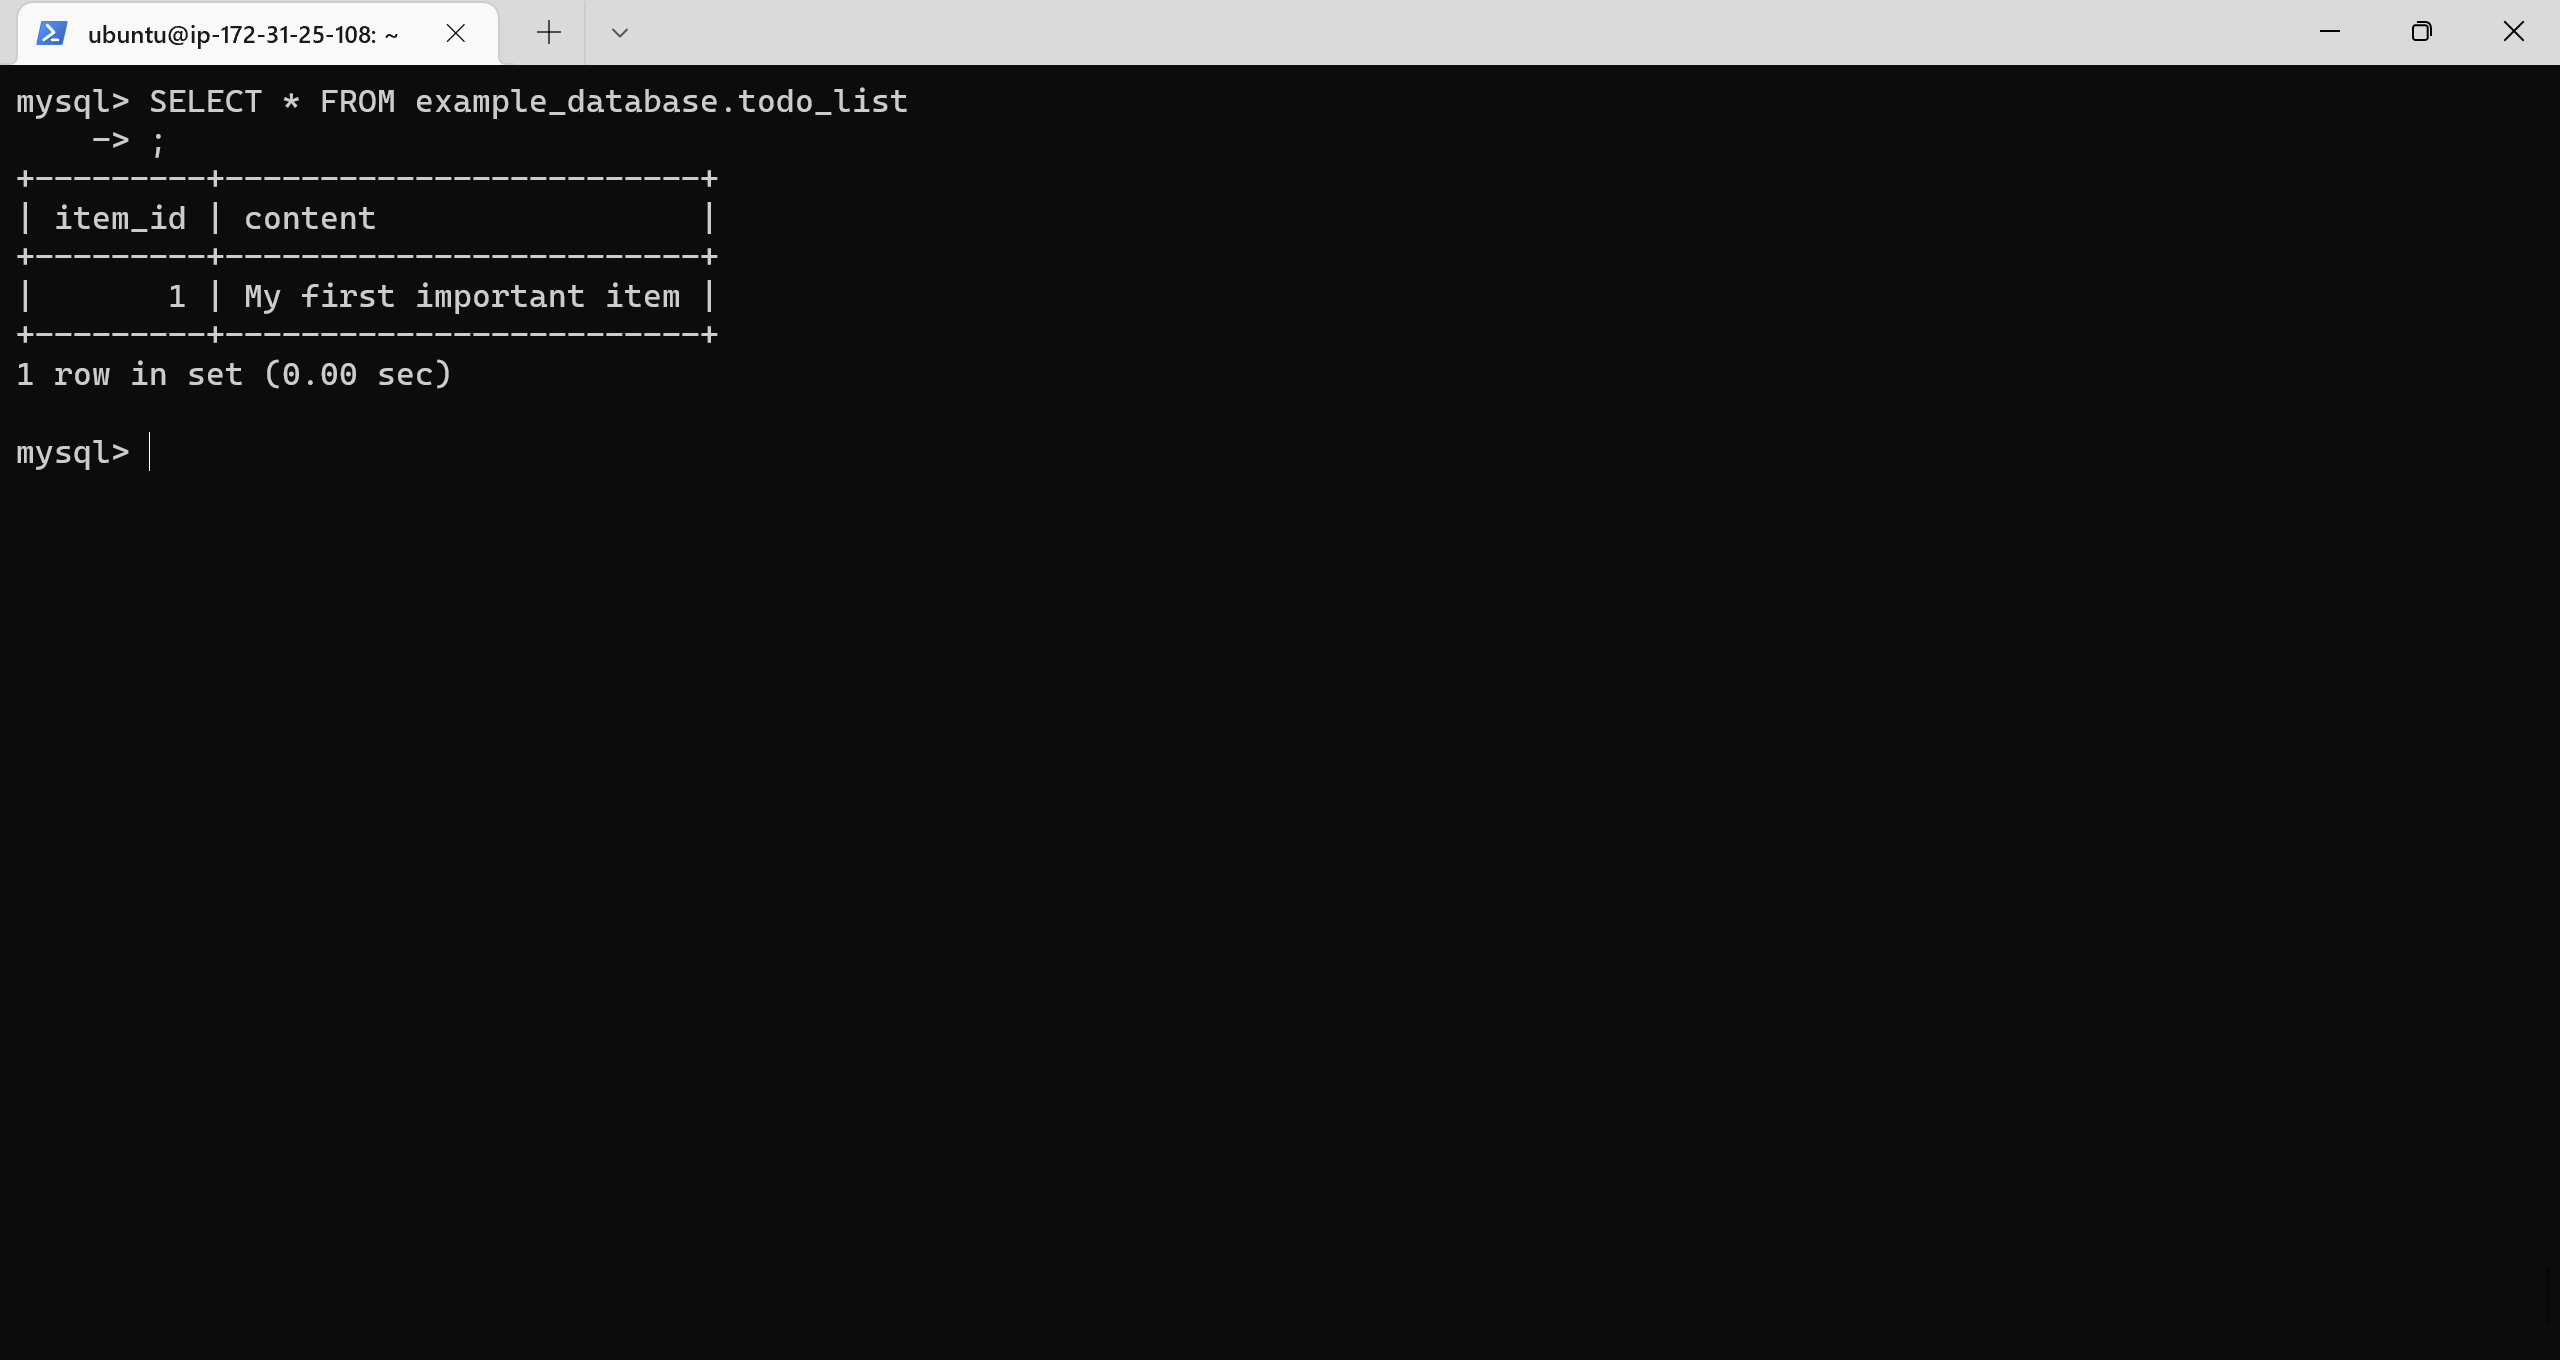 ubuntu@ip-172-31-25-108: ~
mysql> SELECT * FROM example_database.todo_list
    -> ;
+---------+-------------------------+
| item_id | content                 |
+---------+-------------------------+
|       1 | My first important item |
+---------+-------------------------+
1 row in set (0.00 sec)
mysql>